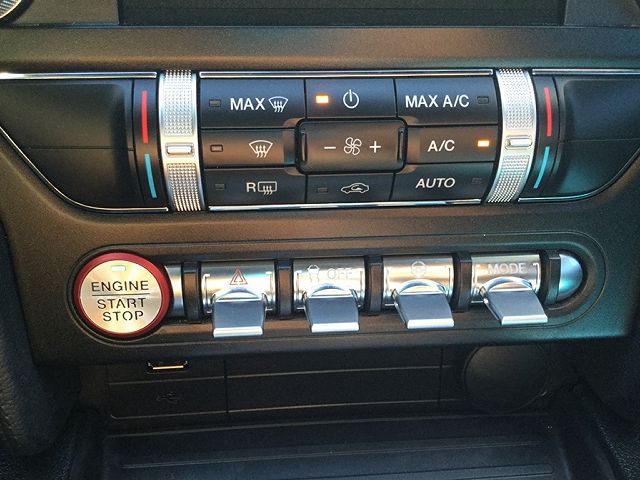 MAX
MAX A/C
- +
A/C
R
AUTO
ENGINE
START
STOP
OFF
MODE